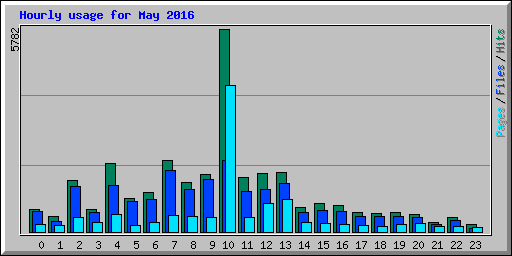 Hourly usage for May 2016
5782
Pages/Files/Hits
0 1 2 3 4 5 6 7 8 9 10 11 12 13 14 15 16 17 18 19 20 21 22 23